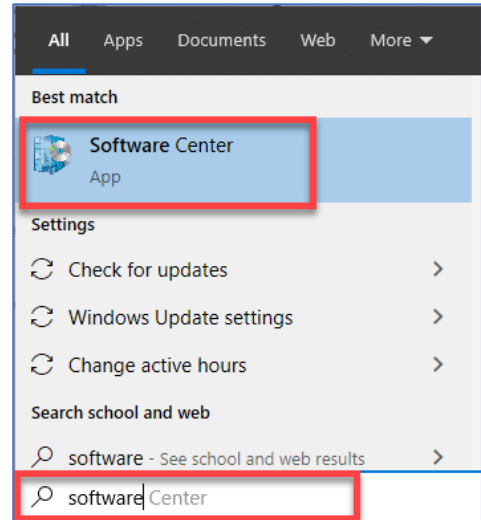 All Apps Documents Web More
Best match
Software Center
App
Settings
Check for updates
Windows Update settings
Change active hours
Search school and web
software - See school and web results
software Center